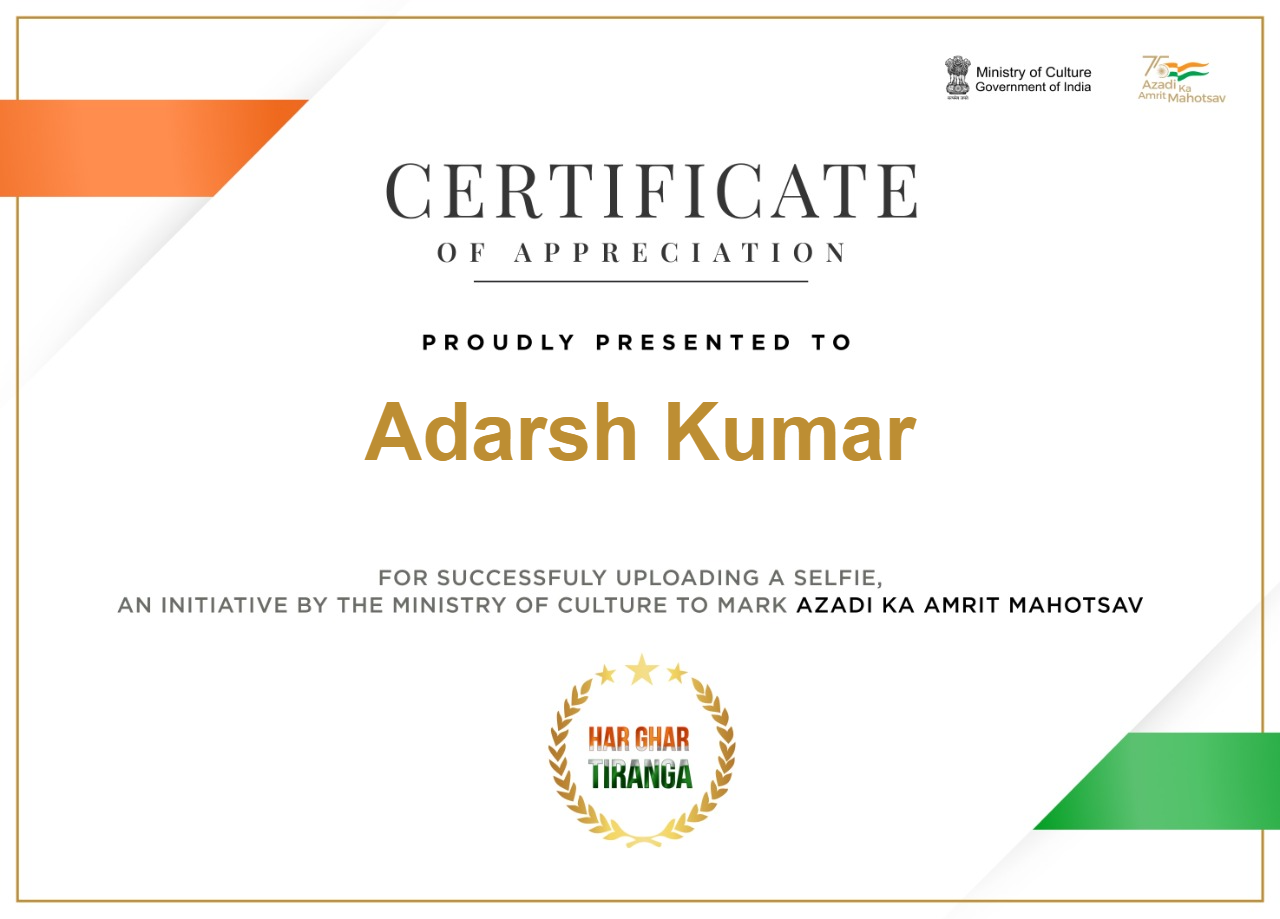 Ministry of Culture
Government of India
75
Azadi Ka
Amrit Mahotsav
CERTIFICATE
OF APPRECIATION
PROUDLY PRESENTED TO
Adarsh Kumar
FOR SUCCESSFULY UPLOADING A SELFIE,
AN INITIATIVE BY THE MINISTRY OF CULTURE TO MARK AZADI KA AMRIT MAHOTSAV
HAR GHAR
TIRANGA